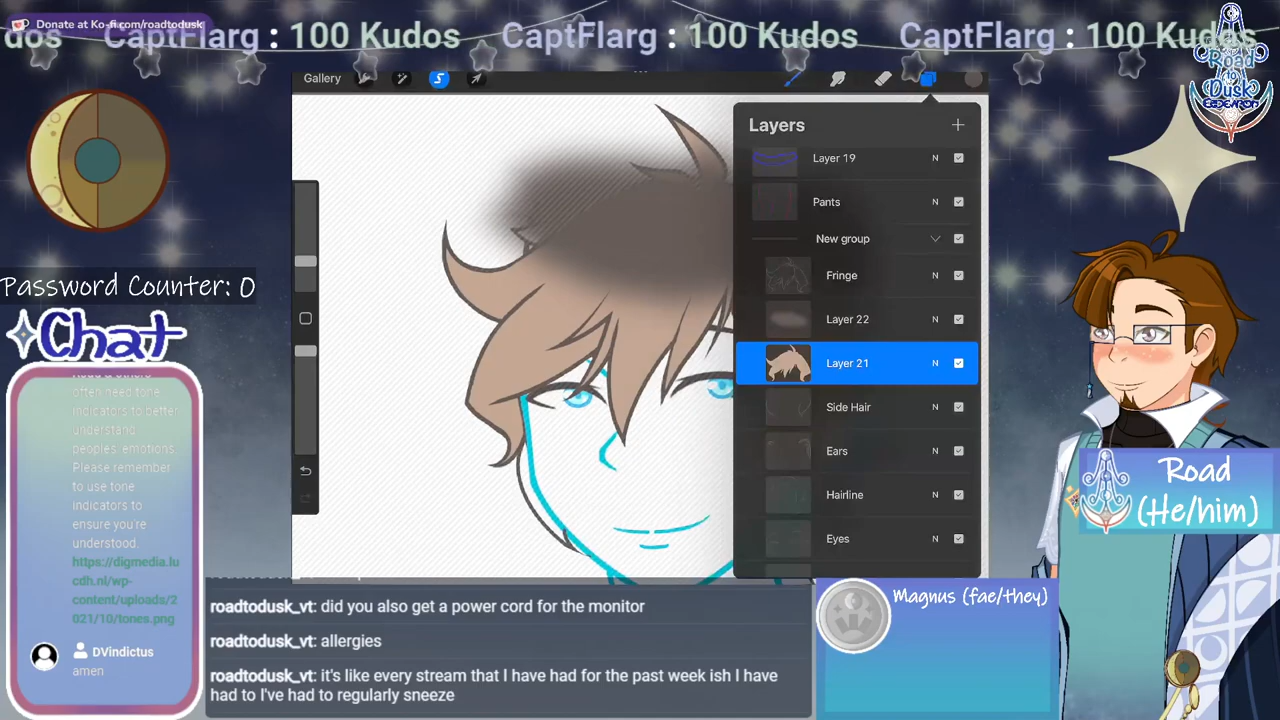 Donate at Ko-fi.com/roadtodusk
dos CaptFlarg : 100 Kudos CaptFlarg : 100 Kudos CaptFlarg : 100 Kudos
Road
to
Dusk
Gallery
S
Layers
Layer 19 N
Pants N
New group
Fringe N
Layer 22 N
Layer 21 N
Side Hair N
Ears N
Hairline N
Eyes N
Password Counter: 0
Chat
often need tone
indicators to better
understand
peoples' emotions.
Please remember
to use tone
indicators to
ensure you're
understood.
https://digmedia.lu
cdh.nl/wp-
content/uploads/2
021/10/tones.png
DVindictus
amen
Road
(He/him)
Magnus (fae/they)
roadtodusk_vt: did you also get a power cord for the monitor
roadtodusk_vt: allergies
roadtodusk_vt: it's like every stream that I have had for the past week ish I have
had to I've had to regularly sneeze